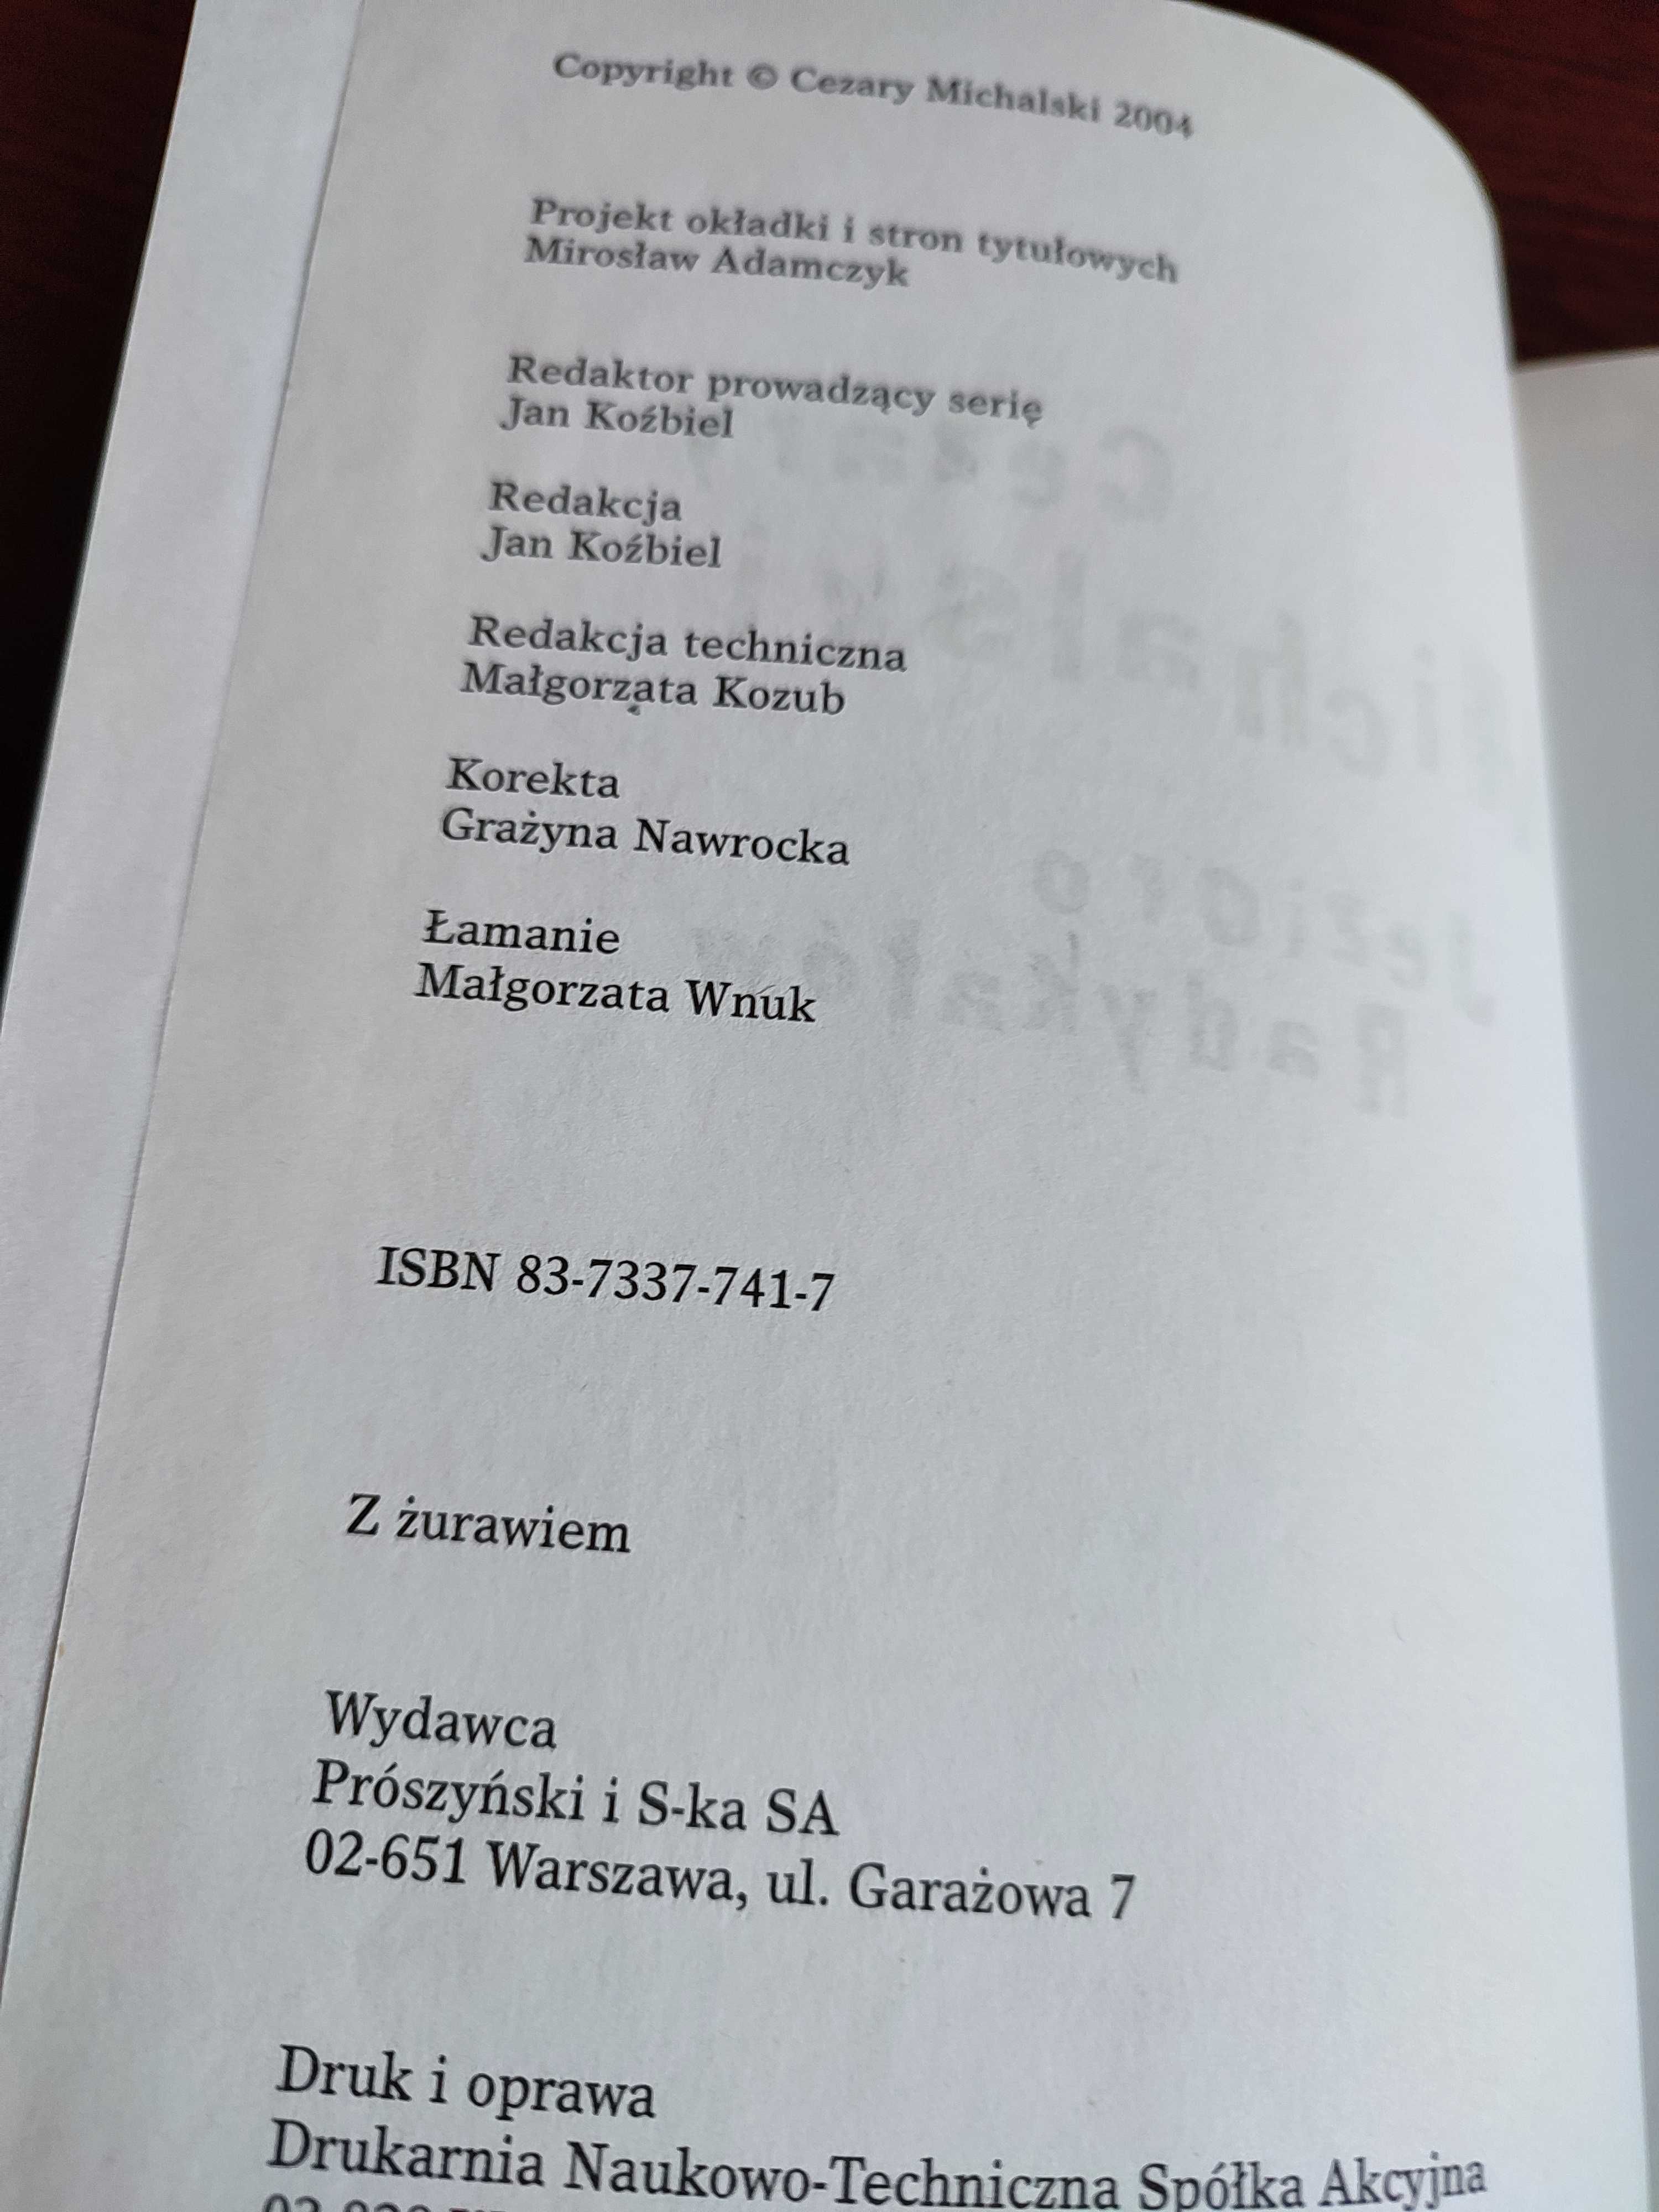 Copyright © Cezary Michalski 2004
Projekt okładki i stron tytułowych
Mirosław Adamczyk
Redaktor prowadzący serię
Jan Koźbiel
Redakcja
Jan Koźbiel
Redakcja techniczna
Małgorzata Kozub
Korekta
Grażyna Nawrocka
Łamanie
Małgorzata Wnuk
ISBN 83-7337-741-7
Z żurawiem
Wydawca
Prószyński i S-ka SA
02-651 Warszawa, ul. Garażowa 7
Druk i oprawa
Drukarnia Naukowo-Techniczna Spółka Akcyjna